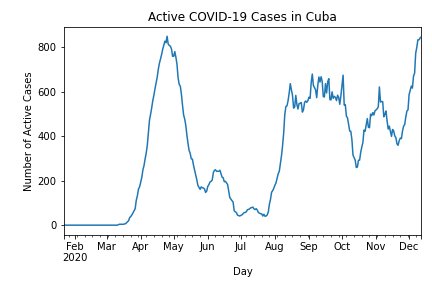 Active COVID-19 Cases in Cuba
Number of Active Cases
800
600
400
200
0
Feb Mar Apr May Jun Jul Aug Sep Oct Nov Dec
2020
Day